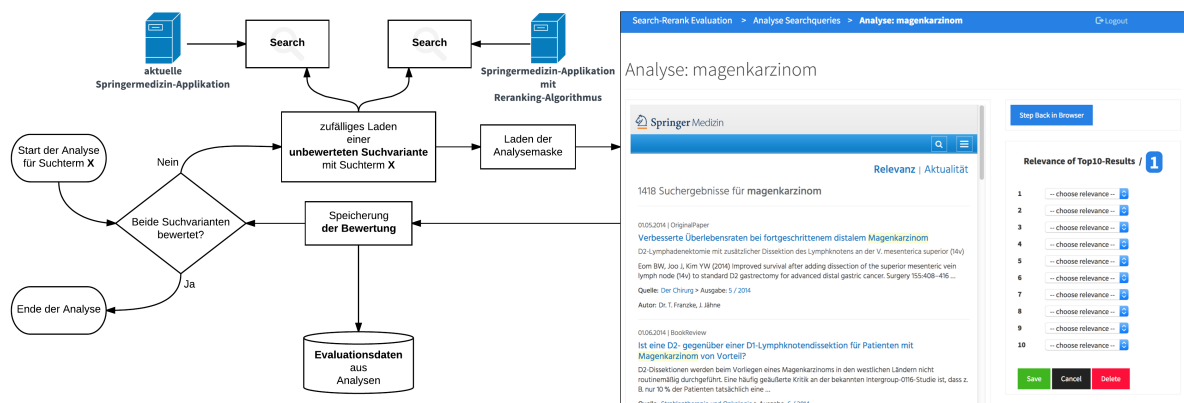 Search
Search
aktuelle
Springermedizin-Applikation
Springermedizin-Applikation
mit
Reranking-Algorithmus
zufälliges Laden
einer
unbewerteten Suchvariante
mit Suchterm X
Laden der
Analysemaske
Start der Analyse
für Suchterm X
Nein
Beide Suchvarianten
bewertet?
Speicherung
der Bewertung
Ja
Ende der Analyse
Evaluationsdaten
aus
Analysen
Search-Rerank Evaluation > Analyse Searchqueries > Analyse: magenkarzinom
Logout
Analyse: magenkarzinom
Springer Medizin
Relevanz | Aktualität
1418 Suchergebnisse für magenkarzinom
01.05.2014 | OriginalPaper
Verbesserte Überlebensraten bei fortgeschrittenem distalem Magenkarzinom
D2-Lymphadenektomie mit zusätzlicher Dissektion des Lymphknotens an der V. mesenterica superior (14v)
Eom BW, Joo J, Kim YW (2014) Improved survival after adding dissection of the superior mesenteric vein
lymph node (14v) to standard D2 gastrectomy for advanced distal gastric cancer. Surgery 155:408–416 ...
Quelle: Der Chirurg > Ausgabe: 5 / 2014
Autor: Dr. T. Franzke, J. Jähne
01.06.2014 | BookReview
Ist eine D2- gegenüber einer D1-Lymphknotendissektion für Patienten mit
Magenkarzinom von Vorteil?
D2-Dissektionen werden beim Vorliegen eines Magenkarzinoms in den westlichen Ländern nicht
routinemäßig durchgeführt. Eine häufig geäußerte Kritik an der bekannten Intergroup-0116-Studie ist, dass z.
B. nur 10 % der Patienten tatsächlich eine ...
Quelle: Strahlentherapie und Onkologie > Ausgabe: 6 / 2014
Step Back in Browser
Relevance of Top10-Results / 1
1 -- choose relevance --
2 -- choose relevance --
3 -- choose relevance --
4 -- choose relevance --
5 -- choose relevance --
6 -- choose relevance --
7 -- choose relevance --
8 -- choose relevance --
9 -- choose relevance --
10 -- choose relevance --
Save Cancel Delete